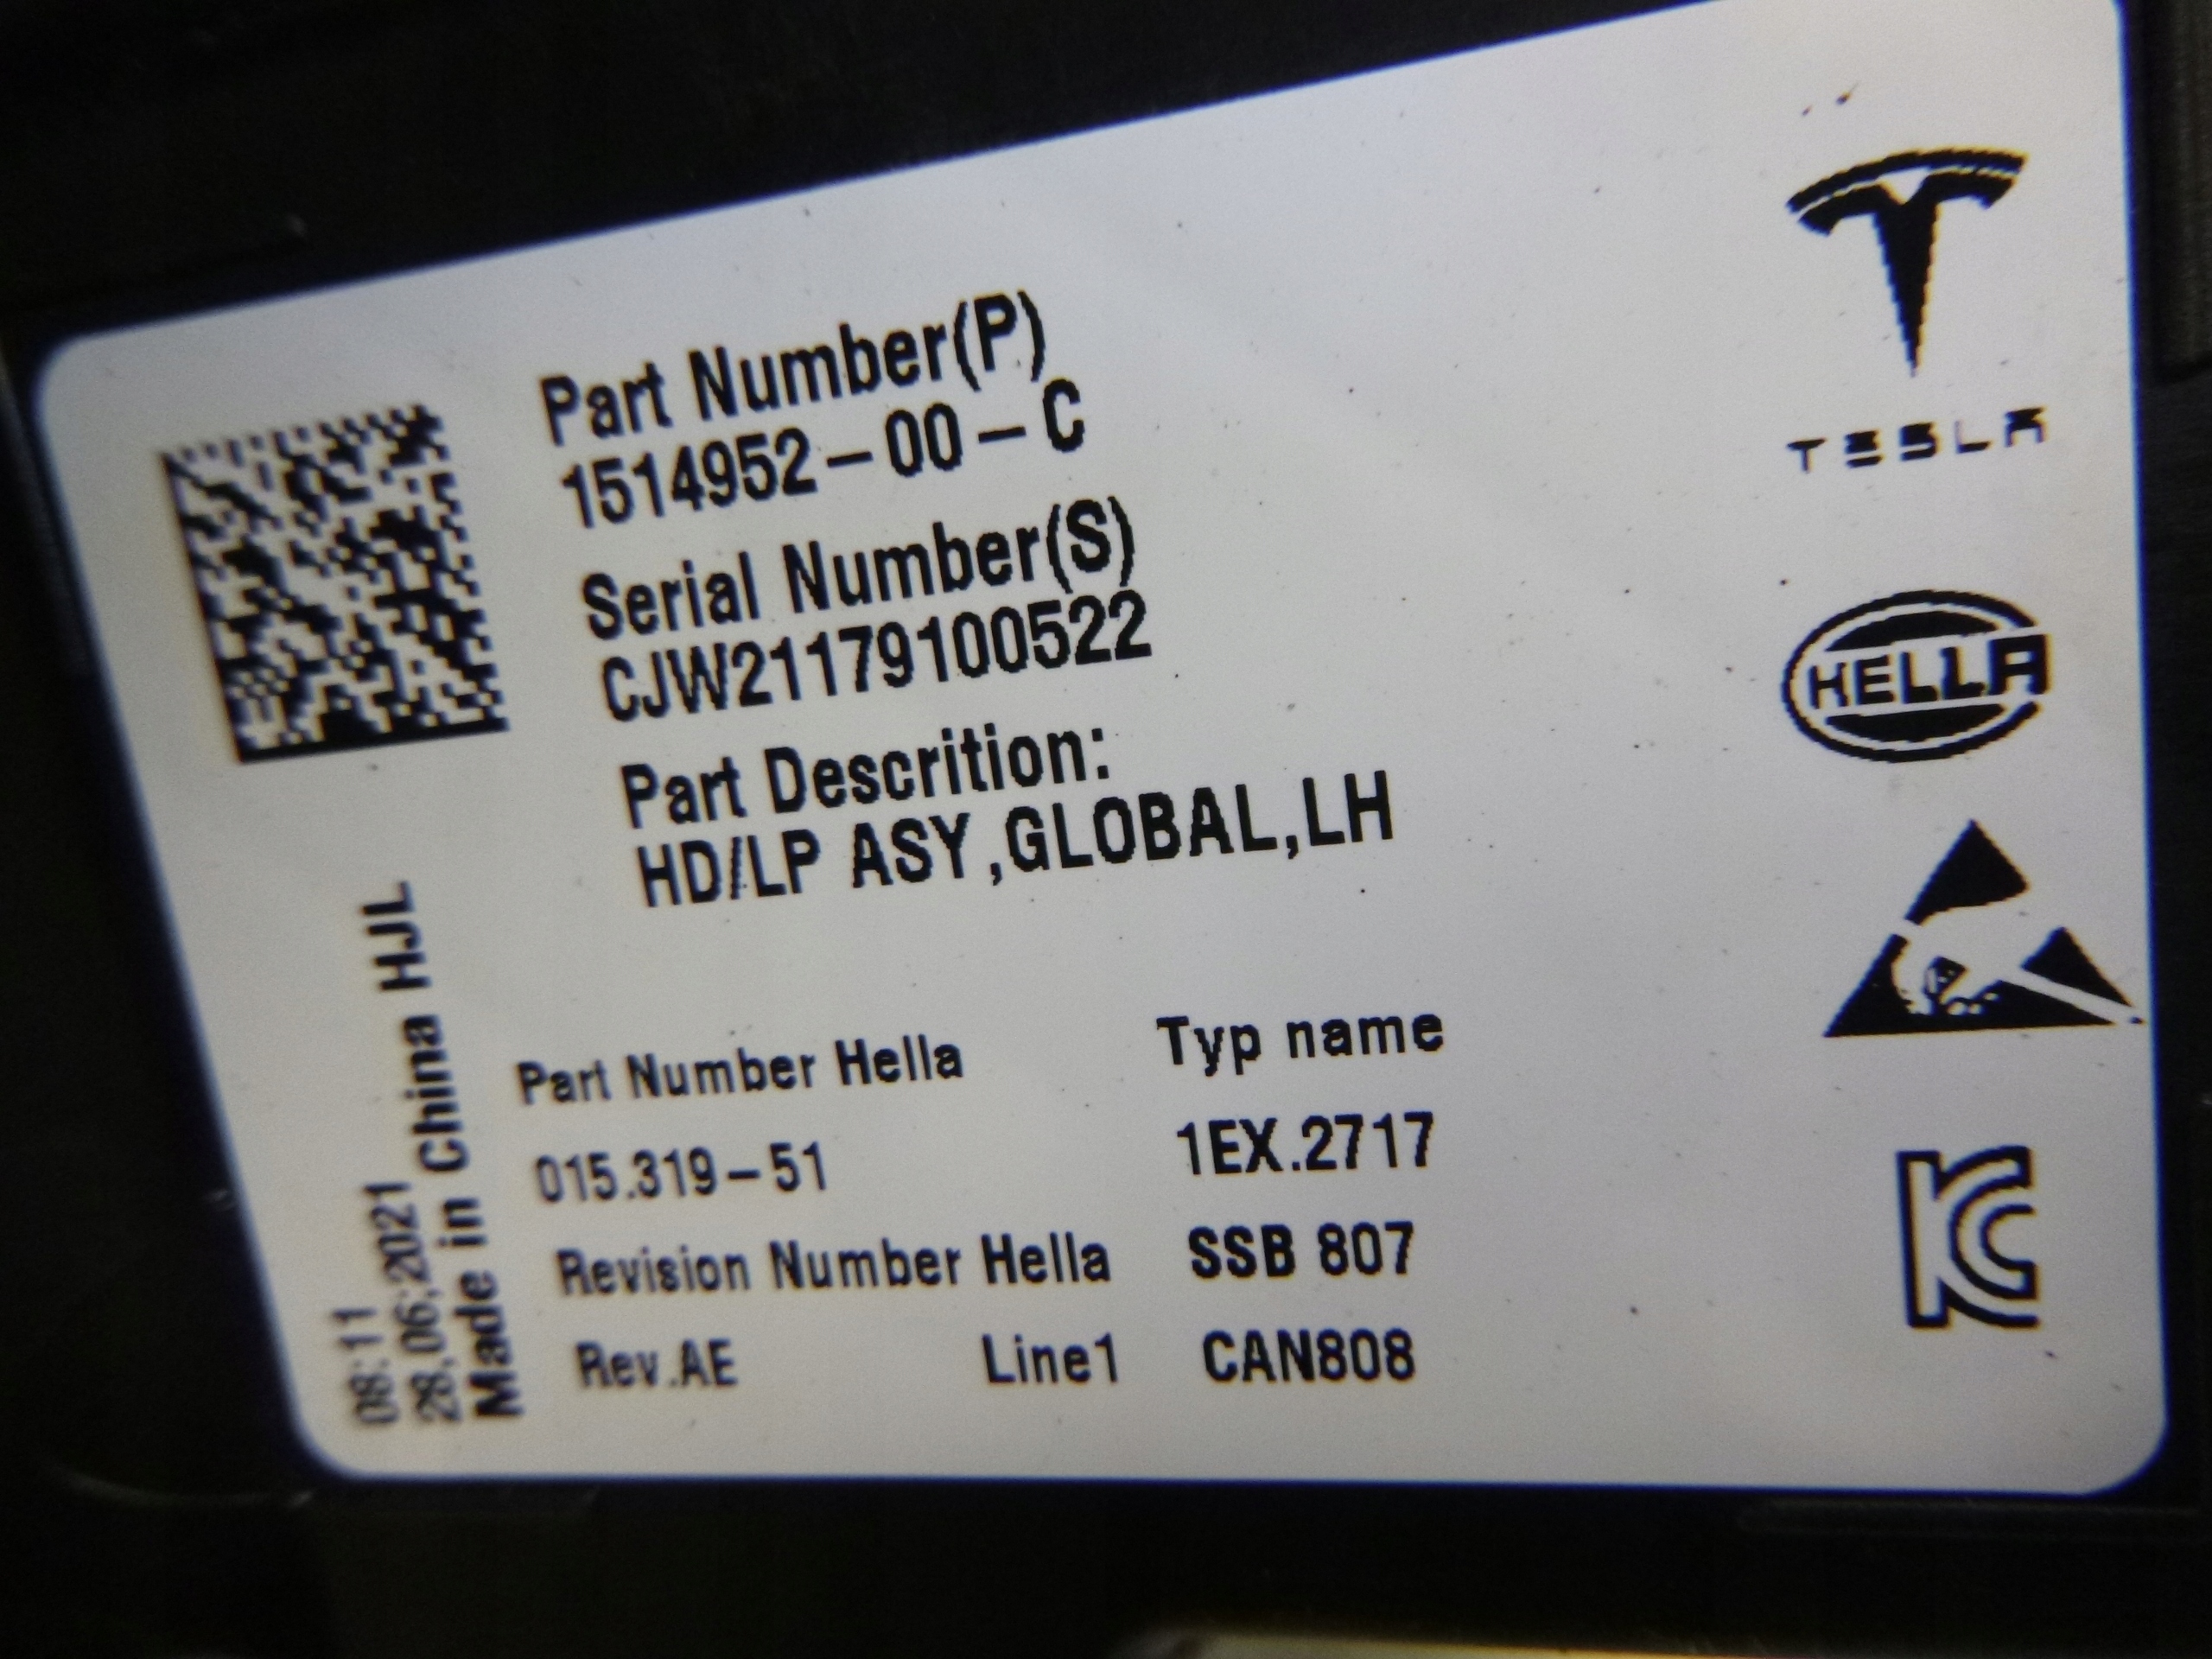 Part Number(P)
1514952-00-C
Serial Number(S)
CJW21179100522
Part Descrition:
HD/LP ASY,GLOBAL,LH
Part Number Hella
015.319-51
Revision Number Hella
Rev.AE Line1
Typ name
1EX.2717
SSB 807
CAN808
08:11
28.06.2021
Made in China HJL
TESLA
HELLA